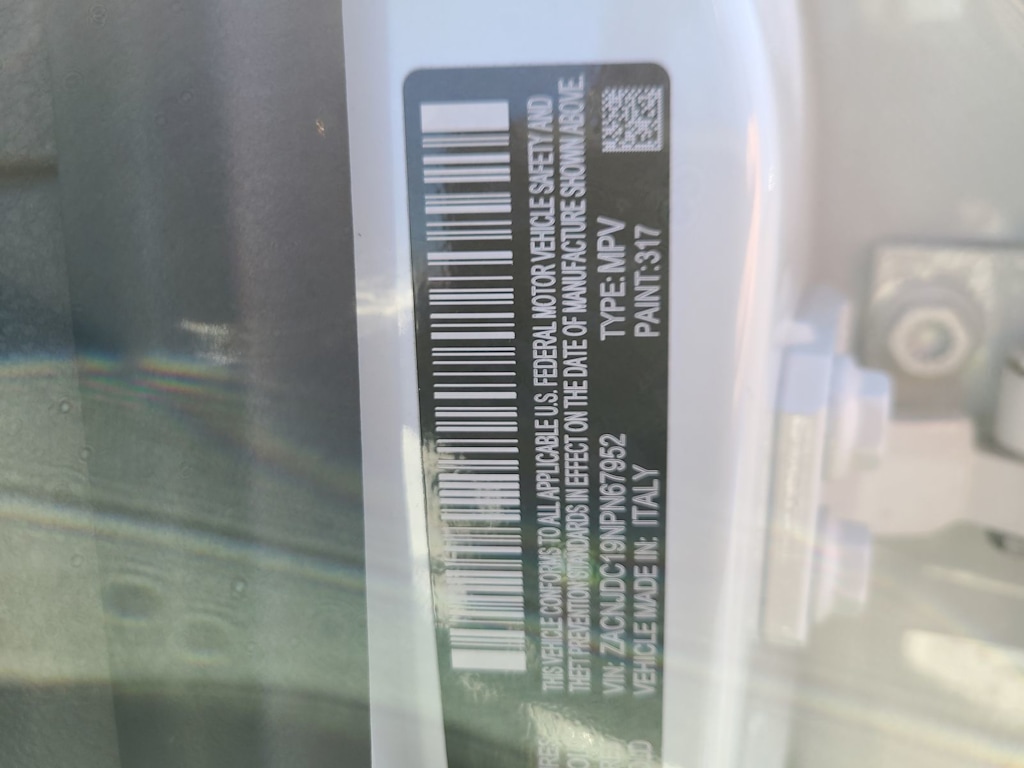 THIS VEHICLE CONFORMS TO ALL APPLICABLE U.S. FEDERAL MOTOR VEHICLE SAFETY AND
THEFT PREVENTION STANDARDS IN EFFECT ON THE DATE OF MANUFACTURE SHOWN ABOVE.
VIN: ZACNJDC19NPN67952 TYPE: MPV
VEHICLE MADE IN: ITALY PAINT: 317